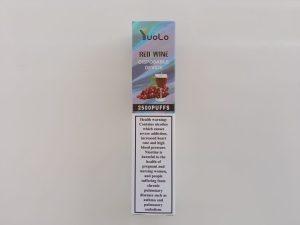 YuoLo
RED WINE
DISPOSABLE
DEVICE
2500PUFFS
Health warning:
Contains nicotine
which causes
severe addiction,
increased heart
rate and high
blood pressure.
Nicotine is
harmful to the
health of
pregnant and
nursing women,
and people
suffering from
chronic
pulmonary
disease such as
asthma and
pulmonary
embolism.